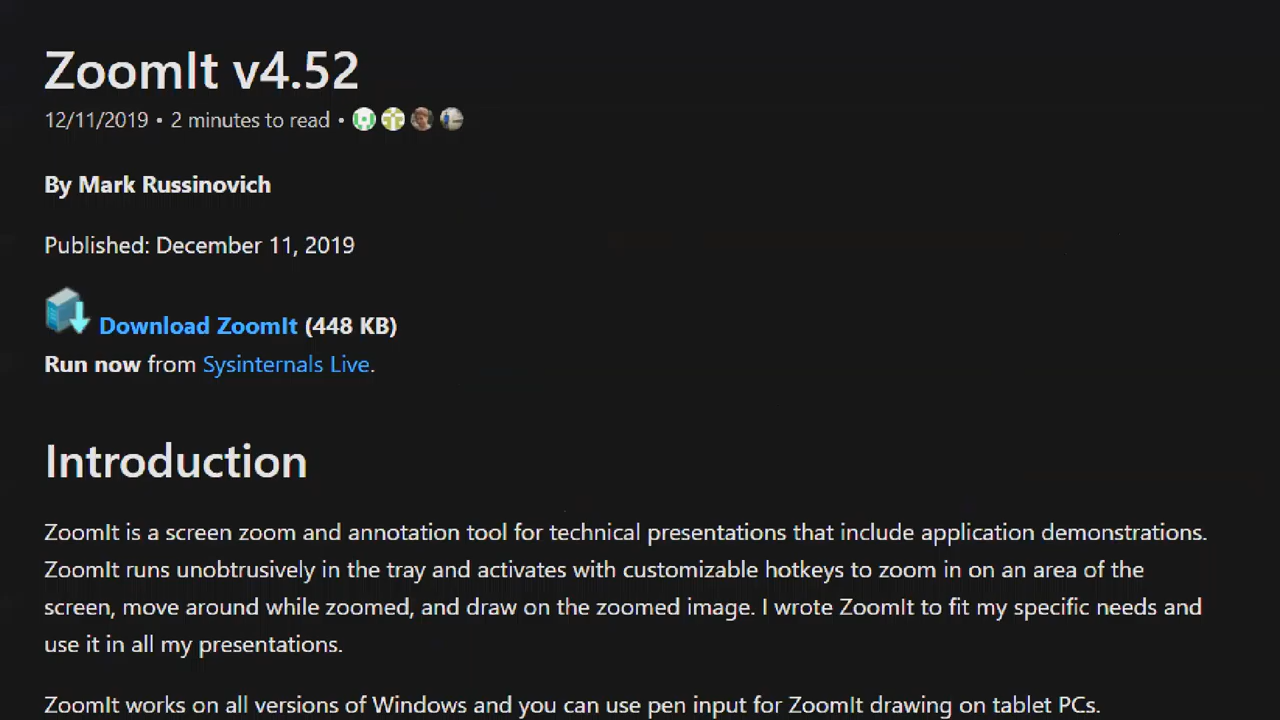 ZoomIt v4.52
12/11/2019 • 2 minutes to read •
By Mark Russinovich
Published: December 11, 2019
Download ZoomIt (448 KB)
Run now from Sysinternals Live.
Introduction
ZoomIt is a screen zoom and annotation tool for technical presentations that include application demonstrations.
ZoomIt runs unobtrusively in the tray and activates with customizable hotkeys to zoom in on an area of the
screen, move around while zoomed, and draw on the zoomed image. I wrote ZoomIt to fit my specific needs and
use it in all my presentations.
ZoomIt works on all versions of Windows and you can use pen input for ZoomIt drawing on tablet PCs.